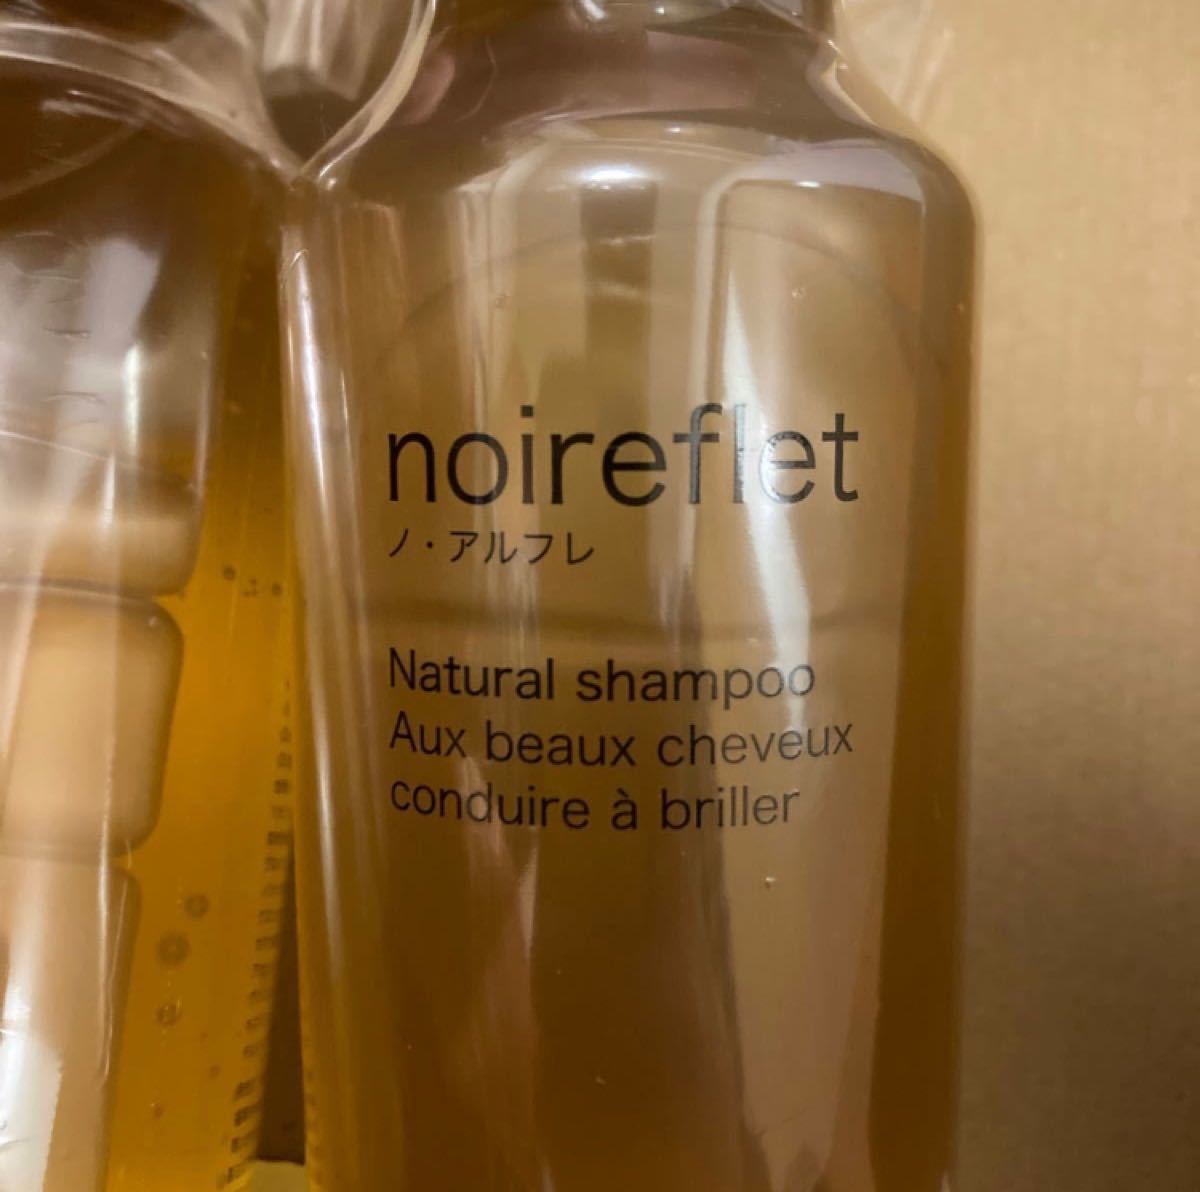 noireflet
ノ・アルフレ
Natural shampoo
Aux beaux cheveux
conduire à briller